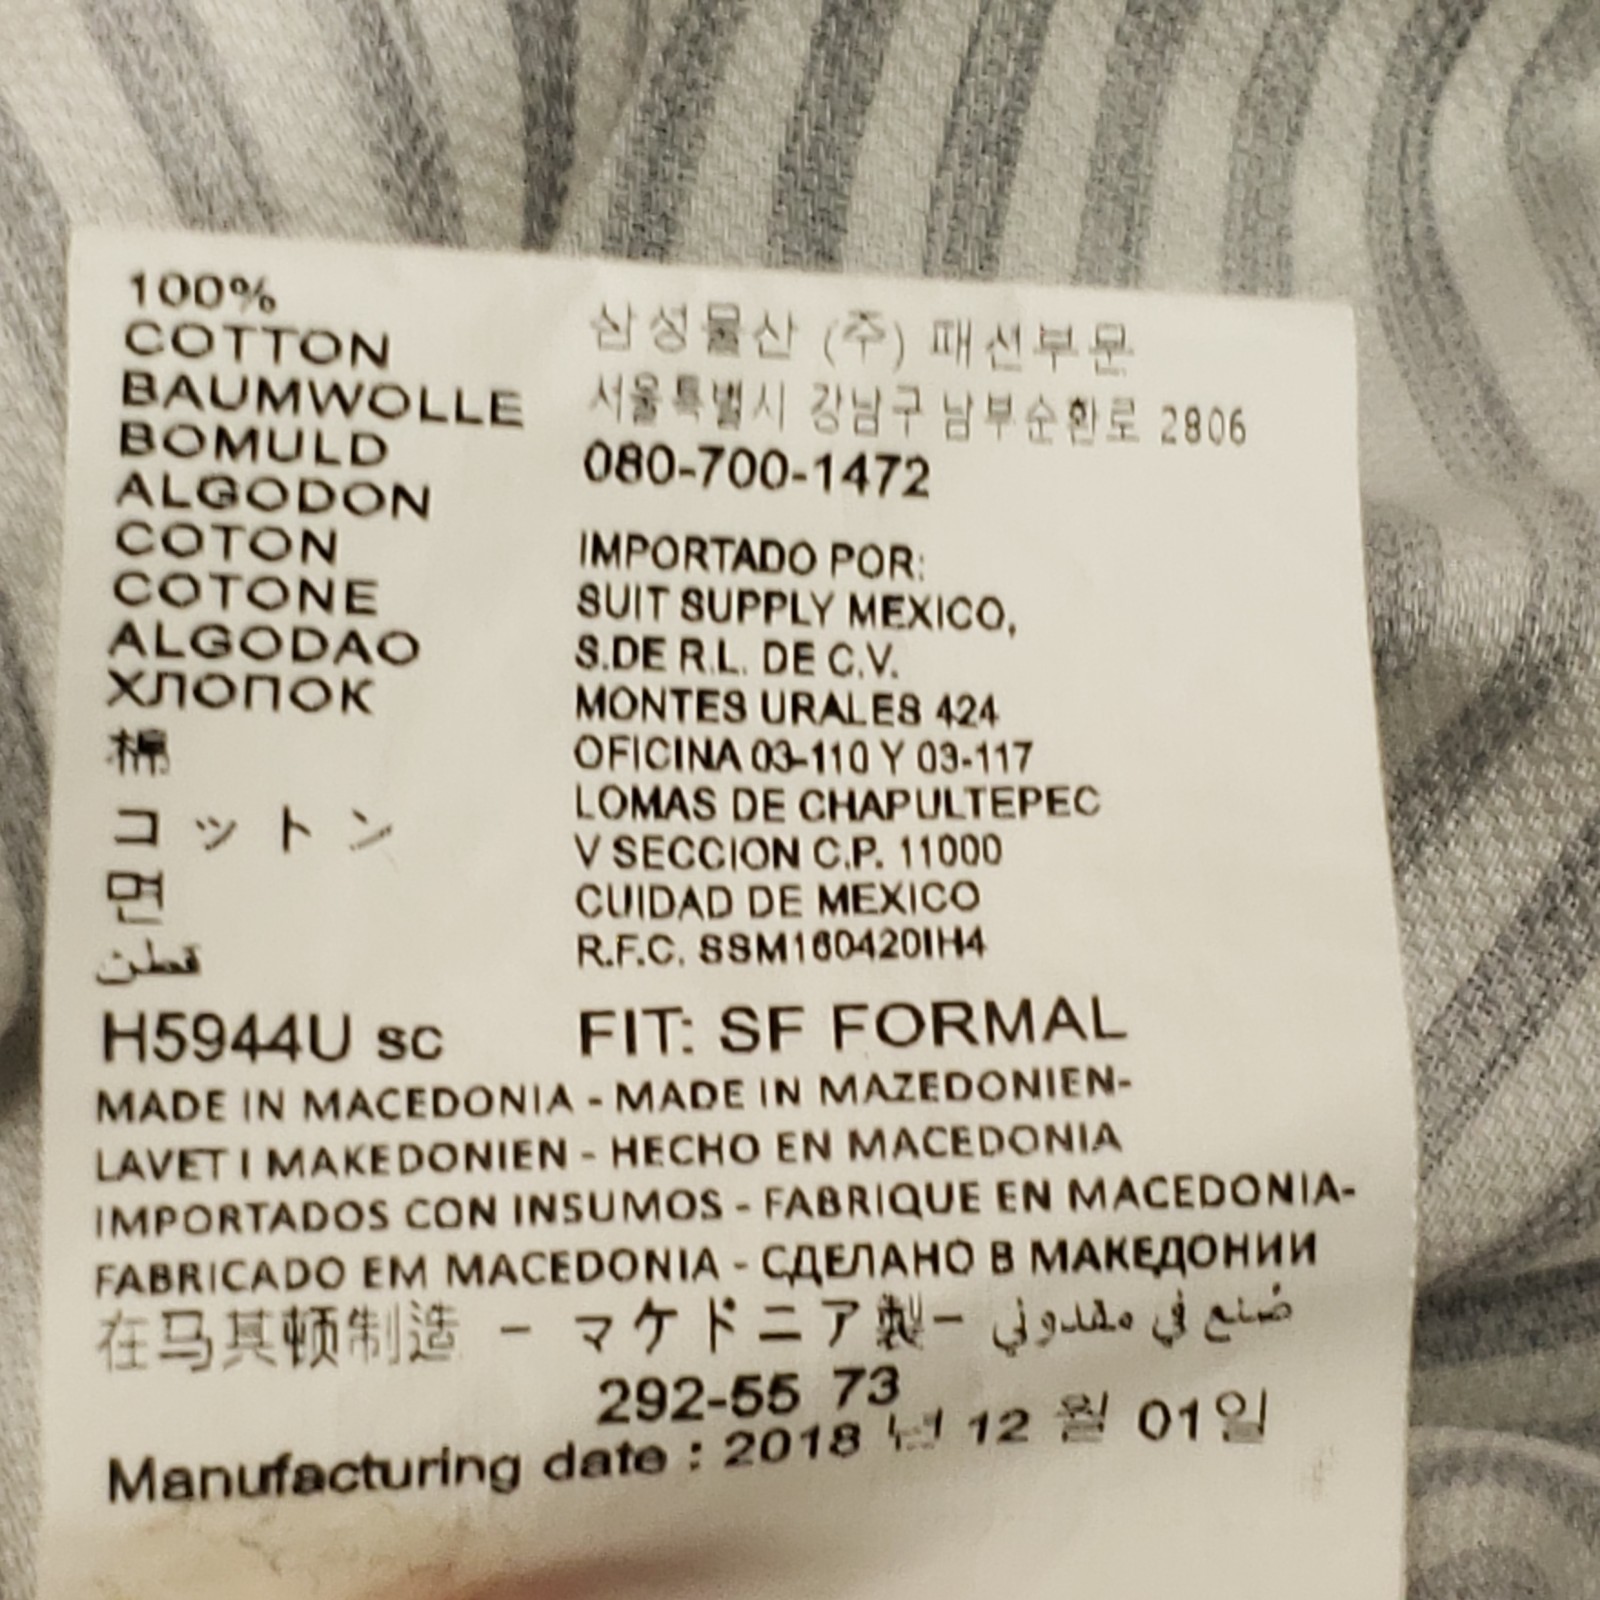 100%
COTTON
BAUMWOLLE
BOMULD
ALGODON
COTON
COTONE
ALGODAO
ХЛОПОК
棉
コットン
면
قطن
삼성물산 (주) 패션부문
서울특별시 강남구 남부순환로 2806
080-700-1472
IMPORTADO POR:
SUIT SUPPLY MEXICO,
S.DE R.L. DE C.V.
MONTES URALES 424
OFICINA 03-110 Y 03-117
LOMAS DE CHAPULTEPEC
V SECCION C.P. 11000
CUIDAD DE MEXICO
R.F.C. SSM160420IH4
H5944U sc FIT: SF FORMAL
MADE IN MACEDONIA - MADE IN MAZEDONIEN-
LAVET I MAKEDONIEN - HECHO EN MACEDONIA
IMPORTADOS CON INSUMOS - FABRIQUE EN MACEDONIA-
FABRICADO EM MACEDONIA - СДЕЛАНО В МАКЕДОНИИ
在马其顿制造 - マケドニア製- صنع في مقدوني
292-55 73
Manufacturing date : 2018 년 12 월 01일